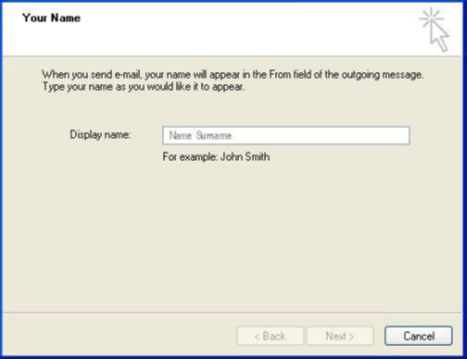 Your Name
When you send e-mail, your name will appear in the From field of the outgoing message.
Type your name as you would like it to appear.
Display name: Name Surname
For example: John Smith
< Back Next > Cancel